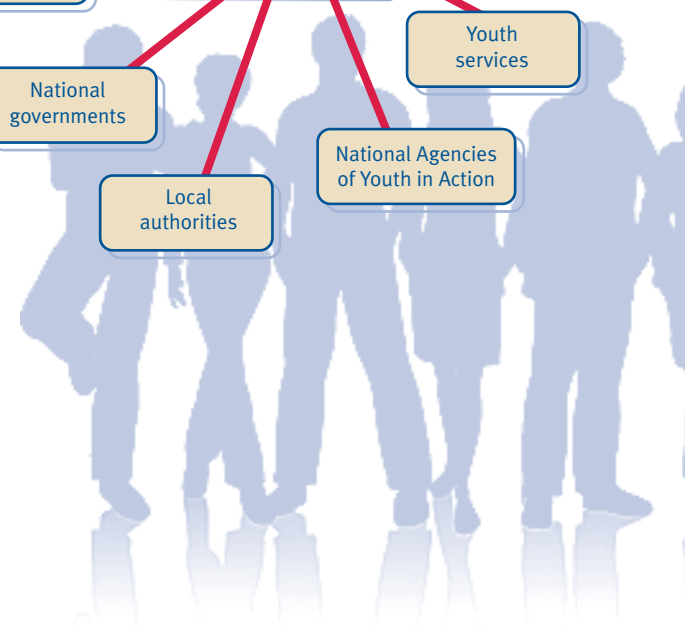 Youth
services
National
governments
National Agencies
of Youth in Action
Local
authorities